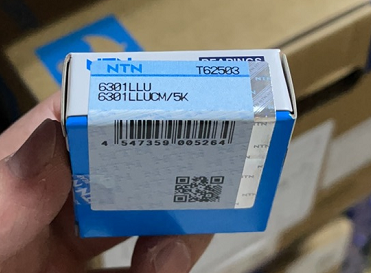 NTN BEARINGS
NTN T62503
6301LLU
6301LLUCM/5K
4 547359 005264